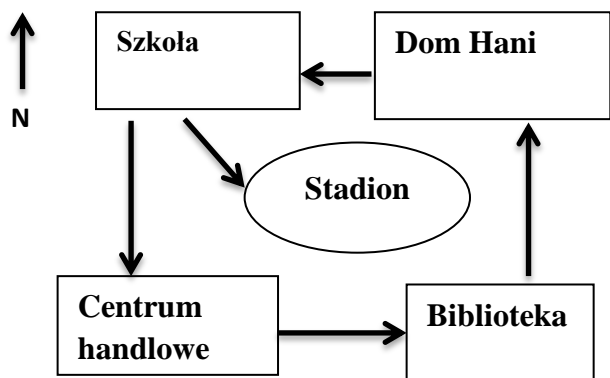 Szkoła
Dom Hani
N
Stadion
Centrum
handlowe
Biblioteka